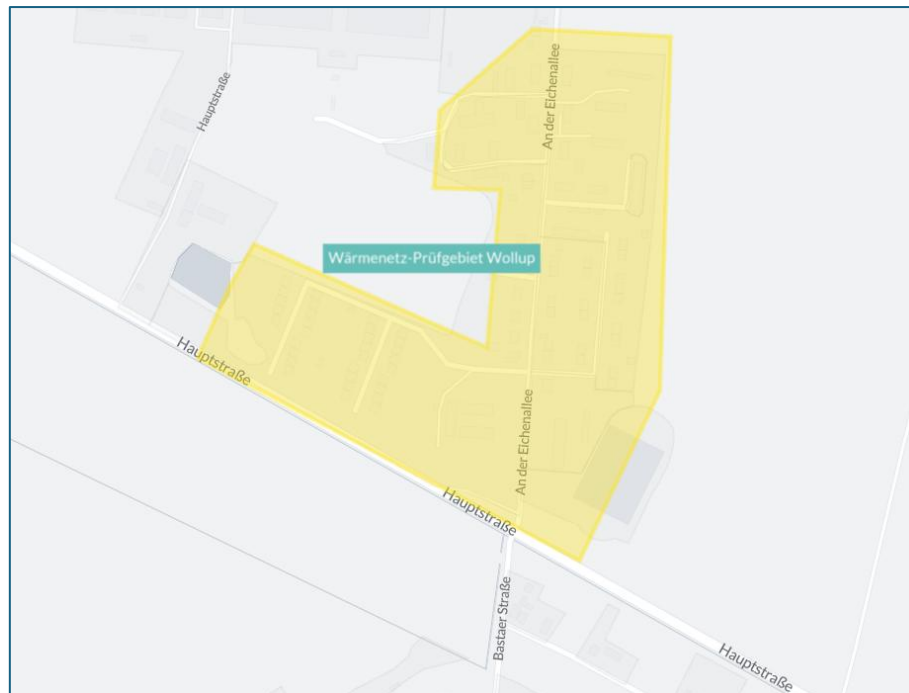 Hauptstraße
An der Eichenallee
Wärmenetz-Prüfgebiet Wollup
Hauptstraße
An der Eichenallee
Hauptstraße
Bastaer Straße
Hauptstraße